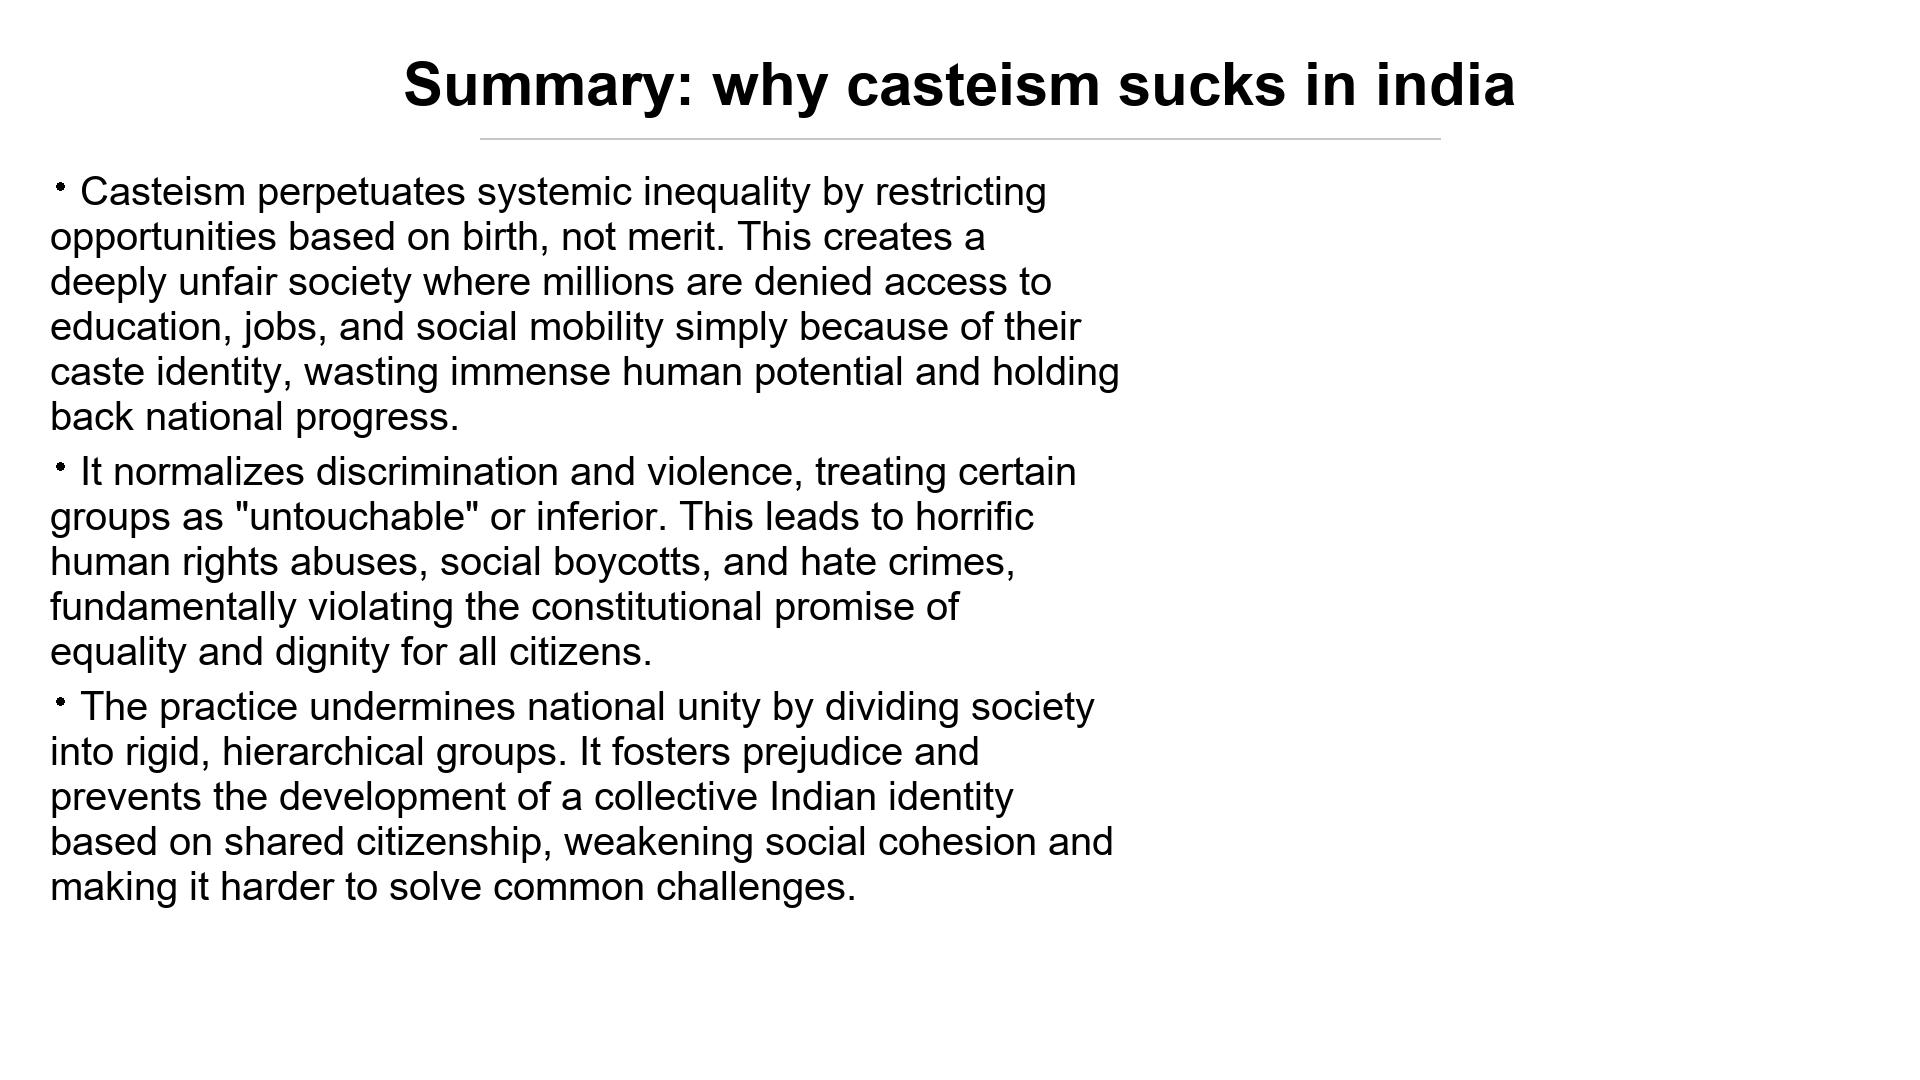 Summary: why casteism sucks in india
• Casteism perpetuates systemic inequality by restricting
opportunities based on birth, not merit. This creates a
deeply unfair society where millions are denied access to
education, jobs, and social mobility simply because of their
caste identity, wasting immense human potential and holding
back national progress.
• It normalizes discrimination and violence, treating certain
groups as "untouchable" or inferior. This leads to horrific
human rights abuses, social boycotts, and hate crimes,
fundamentally violating the constitutional promise of
equality and dignity for all citizens.
• The practice undermines national unity by dividing society
into rigid, hierarchical groups. It fosters prejudice and
prevents the development of a collective Indian identity
based on shared citizenship, weakening social cohesion and
making it harder to solve common challenges.